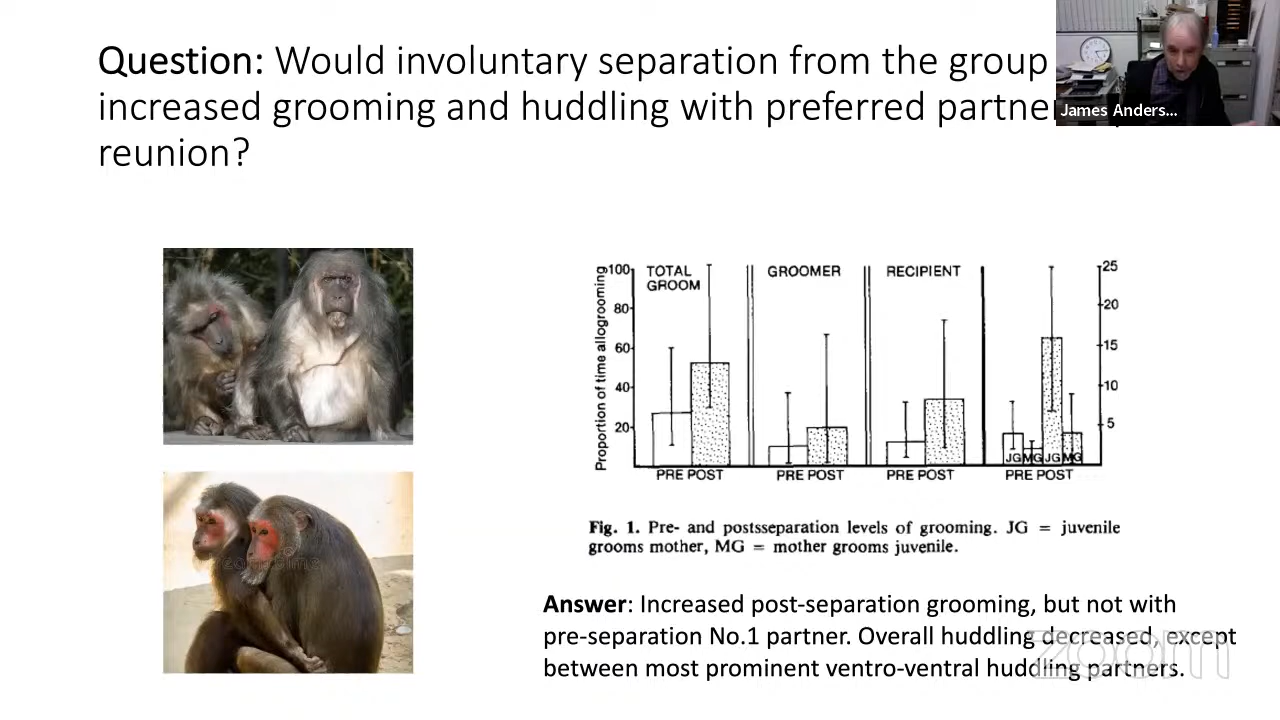 Question: Would involuntary separation from the group
increased grooming and huddling with preferred
reunion?
James Anders...
TOTAL
GROOM
GROOMER
RECIPIENT
Proportion of time allogrooming
100
80
60
40
20
25
20
15
10
5
JG MG JG MG
PRE POST
PRE POST
PRE POST
PRE POST
Fig. 1. Pre- and postsseparation levels of grooming. JG = juvenile
grooms mother, MG = mother grooms juvenile.
Answer: Increased post-separation grooming, but not with
pre-separation No.1 partner. Overall huddling decreased, except
between most prominent ventro-ventral huddling partners.
zoom